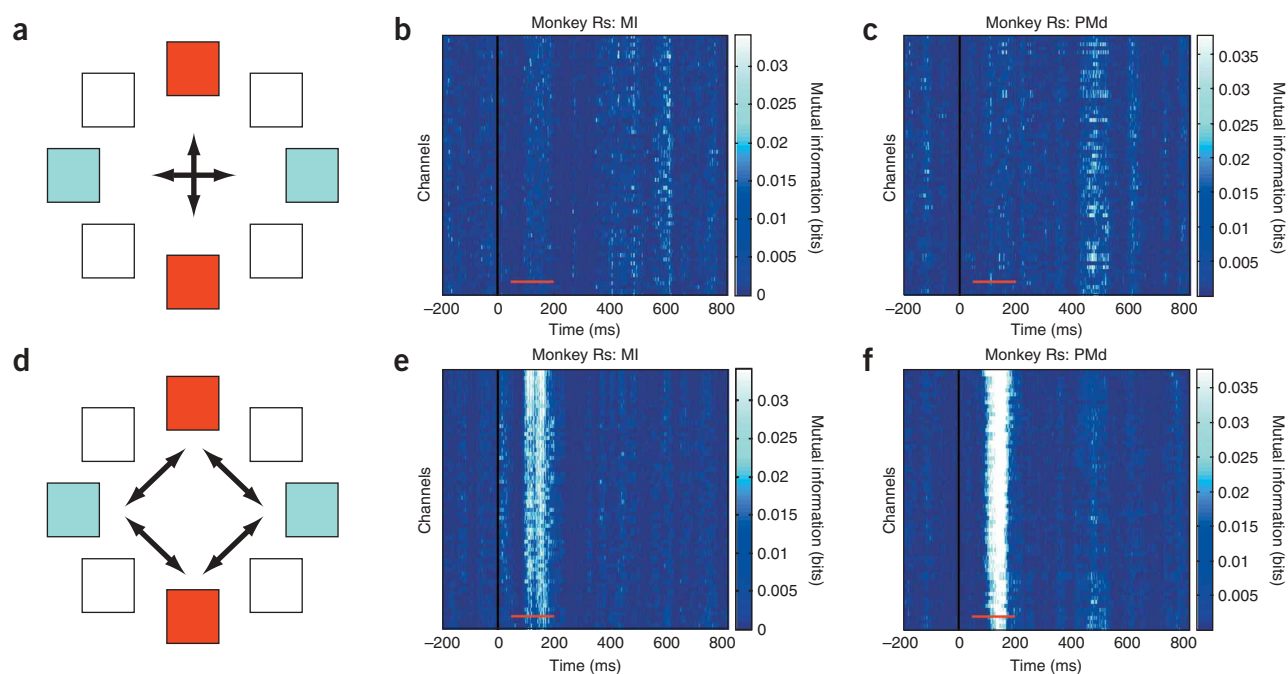 a
b
Monkey Rs: MI
Channels
–200 0 200 400 600 800
Time (ms)
0.03
0.025
0.02
0.015
0.01
0.005
0
Mutual information (bits)
c
Monkey Rs: PMd
Channels
–200 0 200 400 600 800
Time (ms)
0.035
0.03
0.025
0.02
0.015
0.01
0.005
Mutual information (bits)
d
e
Monkey Rs: MI
Channels
–200 0 200 400 600 800
Time (ms)
0.03
0.025
0.02
0.015
0.01
0.005
0
Mutual information (bits)
f
Monkey Rs: PMd
Channels
–200 0 200 400 600 800
Time (ms)
0.035
0.03
0.025
0.02
0.015
0.01
0.005
Mutual information (bits)